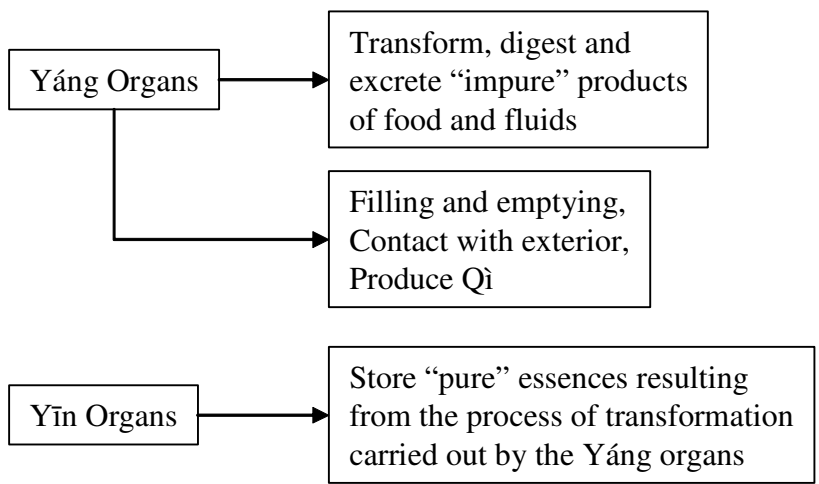 Yáng Organs
Transform, digest and
excrete “impure” products
of food and fluids
Filling and emptying,
Contact with exterior,
Produce Qì
Yīn Organs
Store “pure” essences resulting
from the process of transformation
carried out by the Yáng organs